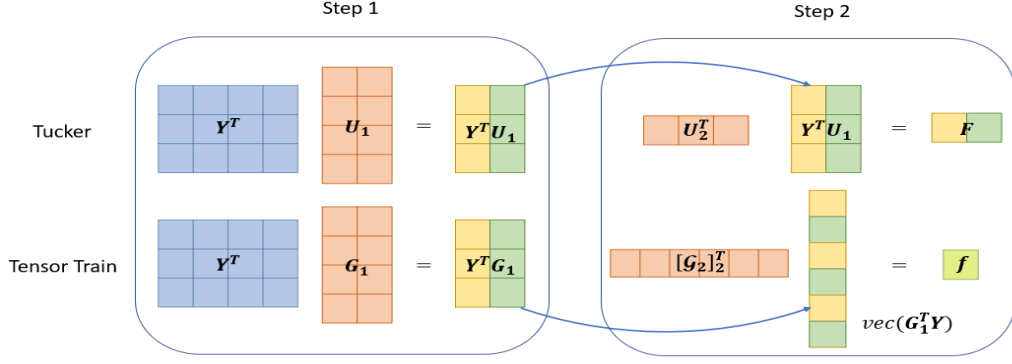 Step 1
Step 2
Tucker
Y^T
U_1
=
Y^T U_1
U_2^T
Y^T U_1
=
F
Tensor Train
Y^T
G_1
=
Y^T G_1
[𝒢_2]_2^T
=
f
vec(G_1^T Y)